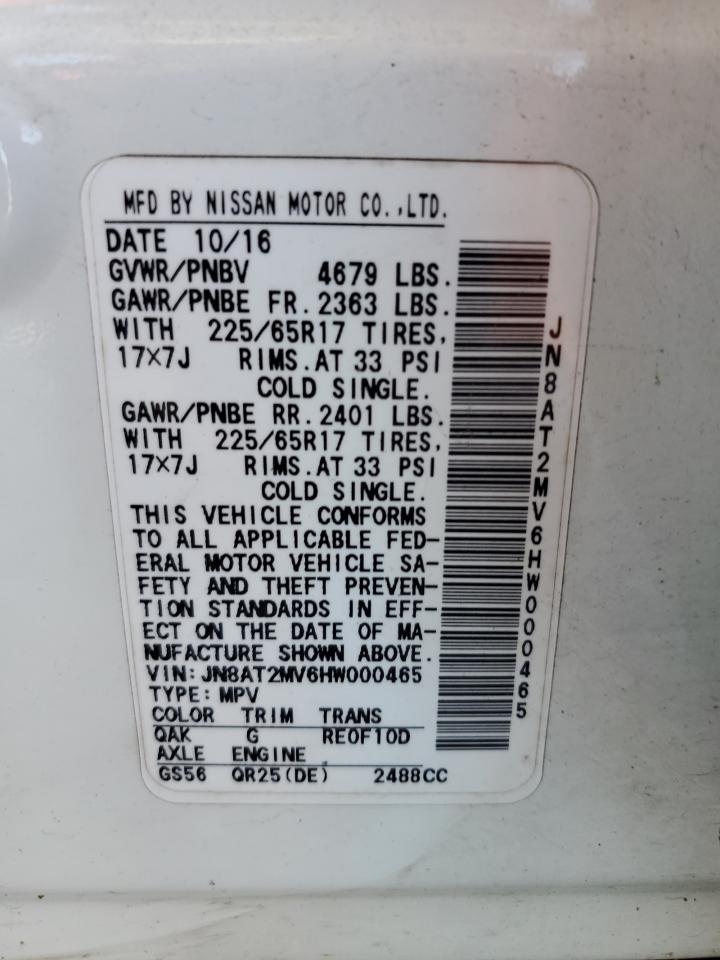 MFD BY NISSAN MOTOR CO.,LTD.
DATE 10/16
GVWR/PNBV 4679 LBS.
GAWR/PNBE FR. 2363 LBS.
WITH 225/65R17 TIRES,
17×7J RIMS.AT 33 PSI
COLD SINGLE.
GAWR/PNBE RR. 2401 LBS.
WITH 225/65R17 TIRES,
17×7J RIMS.AT 33 PSI
COLD SINGLE.
THIS VEHICLE CONFORMS
TO ALL APPLICABLE FED-
ERAL MOTOR VEHICLE SA-
FETY AND THEFT PREVEN-
TION STANDARDS IN EFF-
ECT ON THE DATE OF MA-
NUFACTURE SHOWN ABOVE.
VIN: JN8AT2MV6HW000465
TYPE: MPV
COLOR TRIM TRANS
QAK G RE0F10D
AXLE ENGINE
GS56 QR25(DE) 2488CC
JN8AT2MV6HW000465